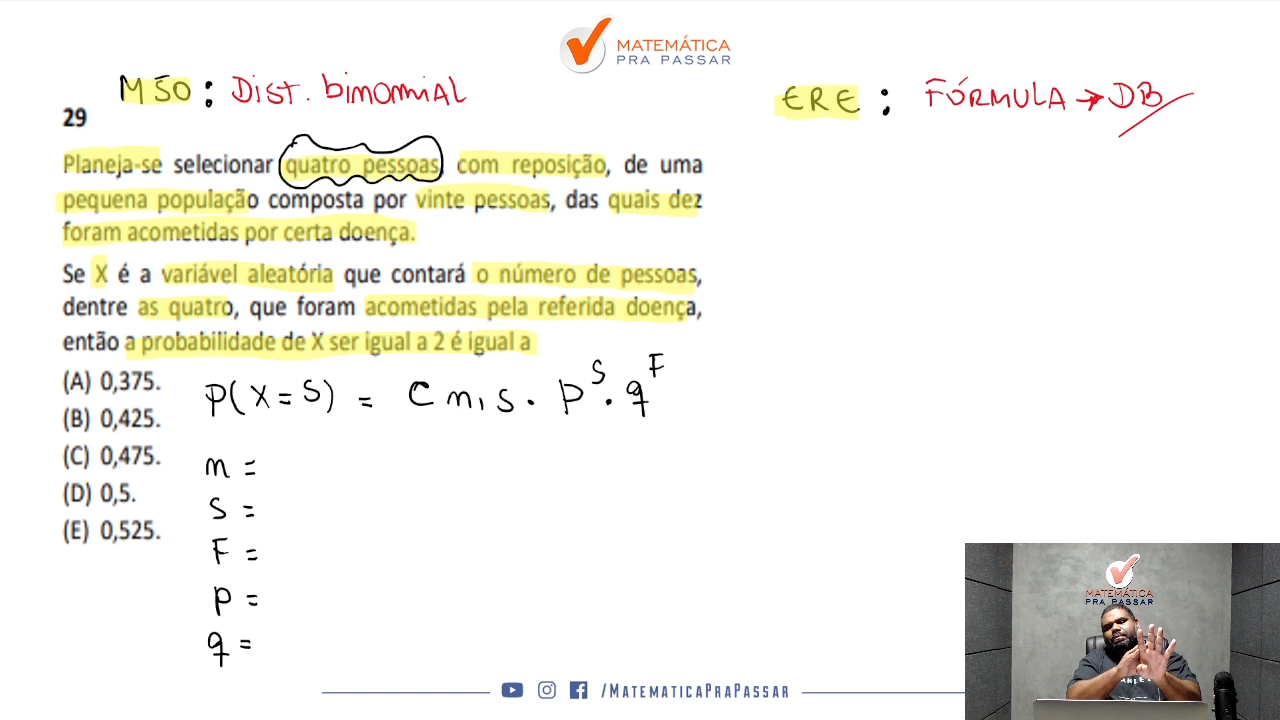 MATEMÁTICA
PRA PASSAR
MSO : DIST. BINOMIAL
ERE : FÓRMULA → DB
29
Planeja-se selecionar quatro pessoas, com reposição, de uma
pequena população composta por vinte pessoas, das quais dez
foram acometidas por certa doença.
Se X é a variável aleatória que contará o número de pessoas,
dentre as quatro, que foram acometidas pela referida doença,
então a probabilidade de X ser igual a 2 é igual a
(A) 0,375.
(B) 0,425.
(C) 0,475.
(D) 0,5.
(E) 0,525.
P(X=S) = C n,s . P^S . q^F
n =
S =
F =
P =
q =
MATEMÁTICA
PRA PASSAR
/MATEMATICAPRAPASSAR